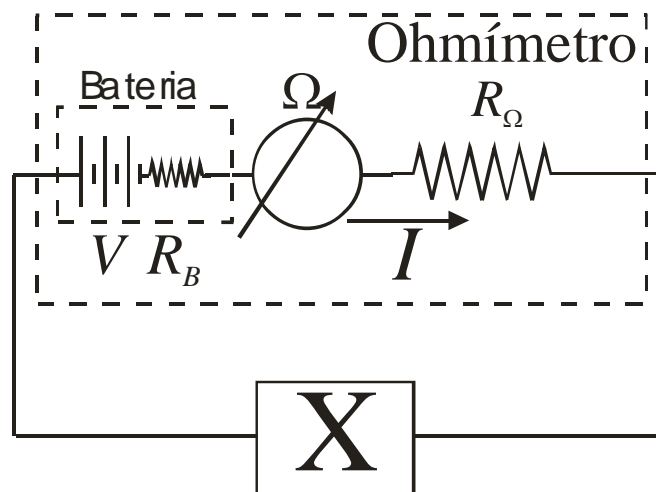 Ohmímetro
Bateria
Ω
R_Ω
V R_B
I
X